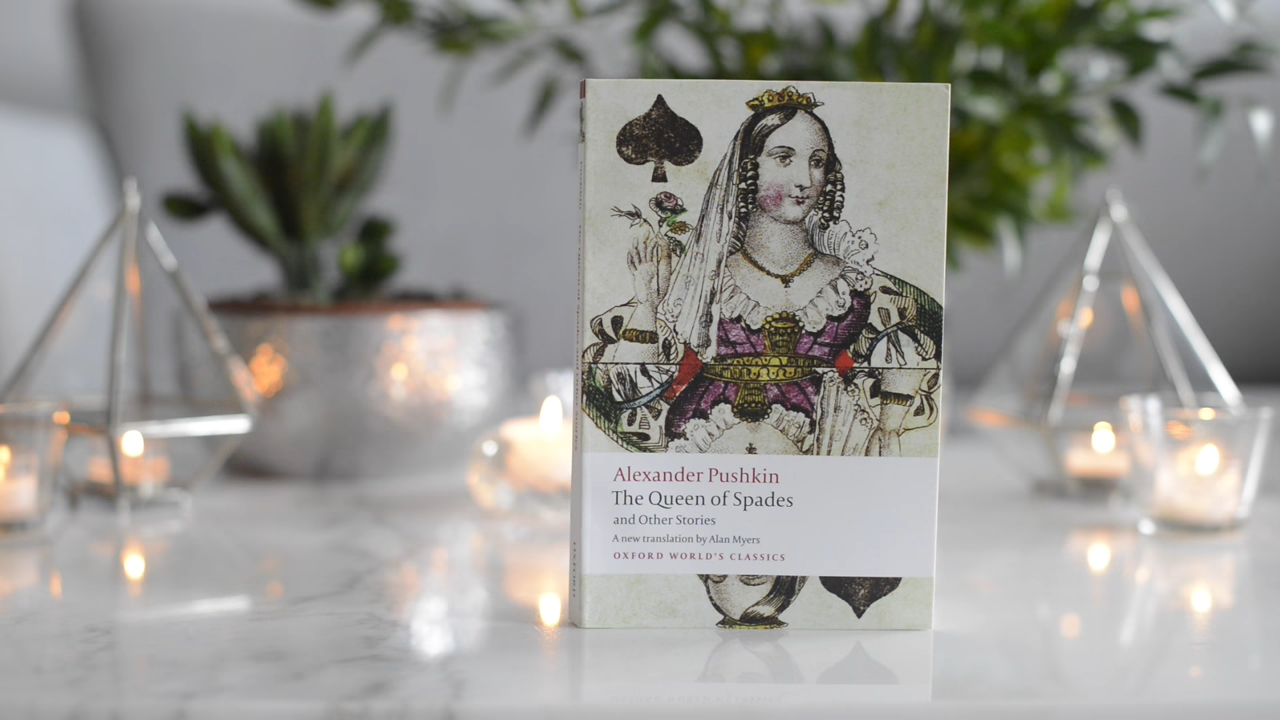 Alexander Pushkin
The Queen of Spades
and Other Stories
A new translation by Alan Myers
OXFORD WORLD'S CLASSICS